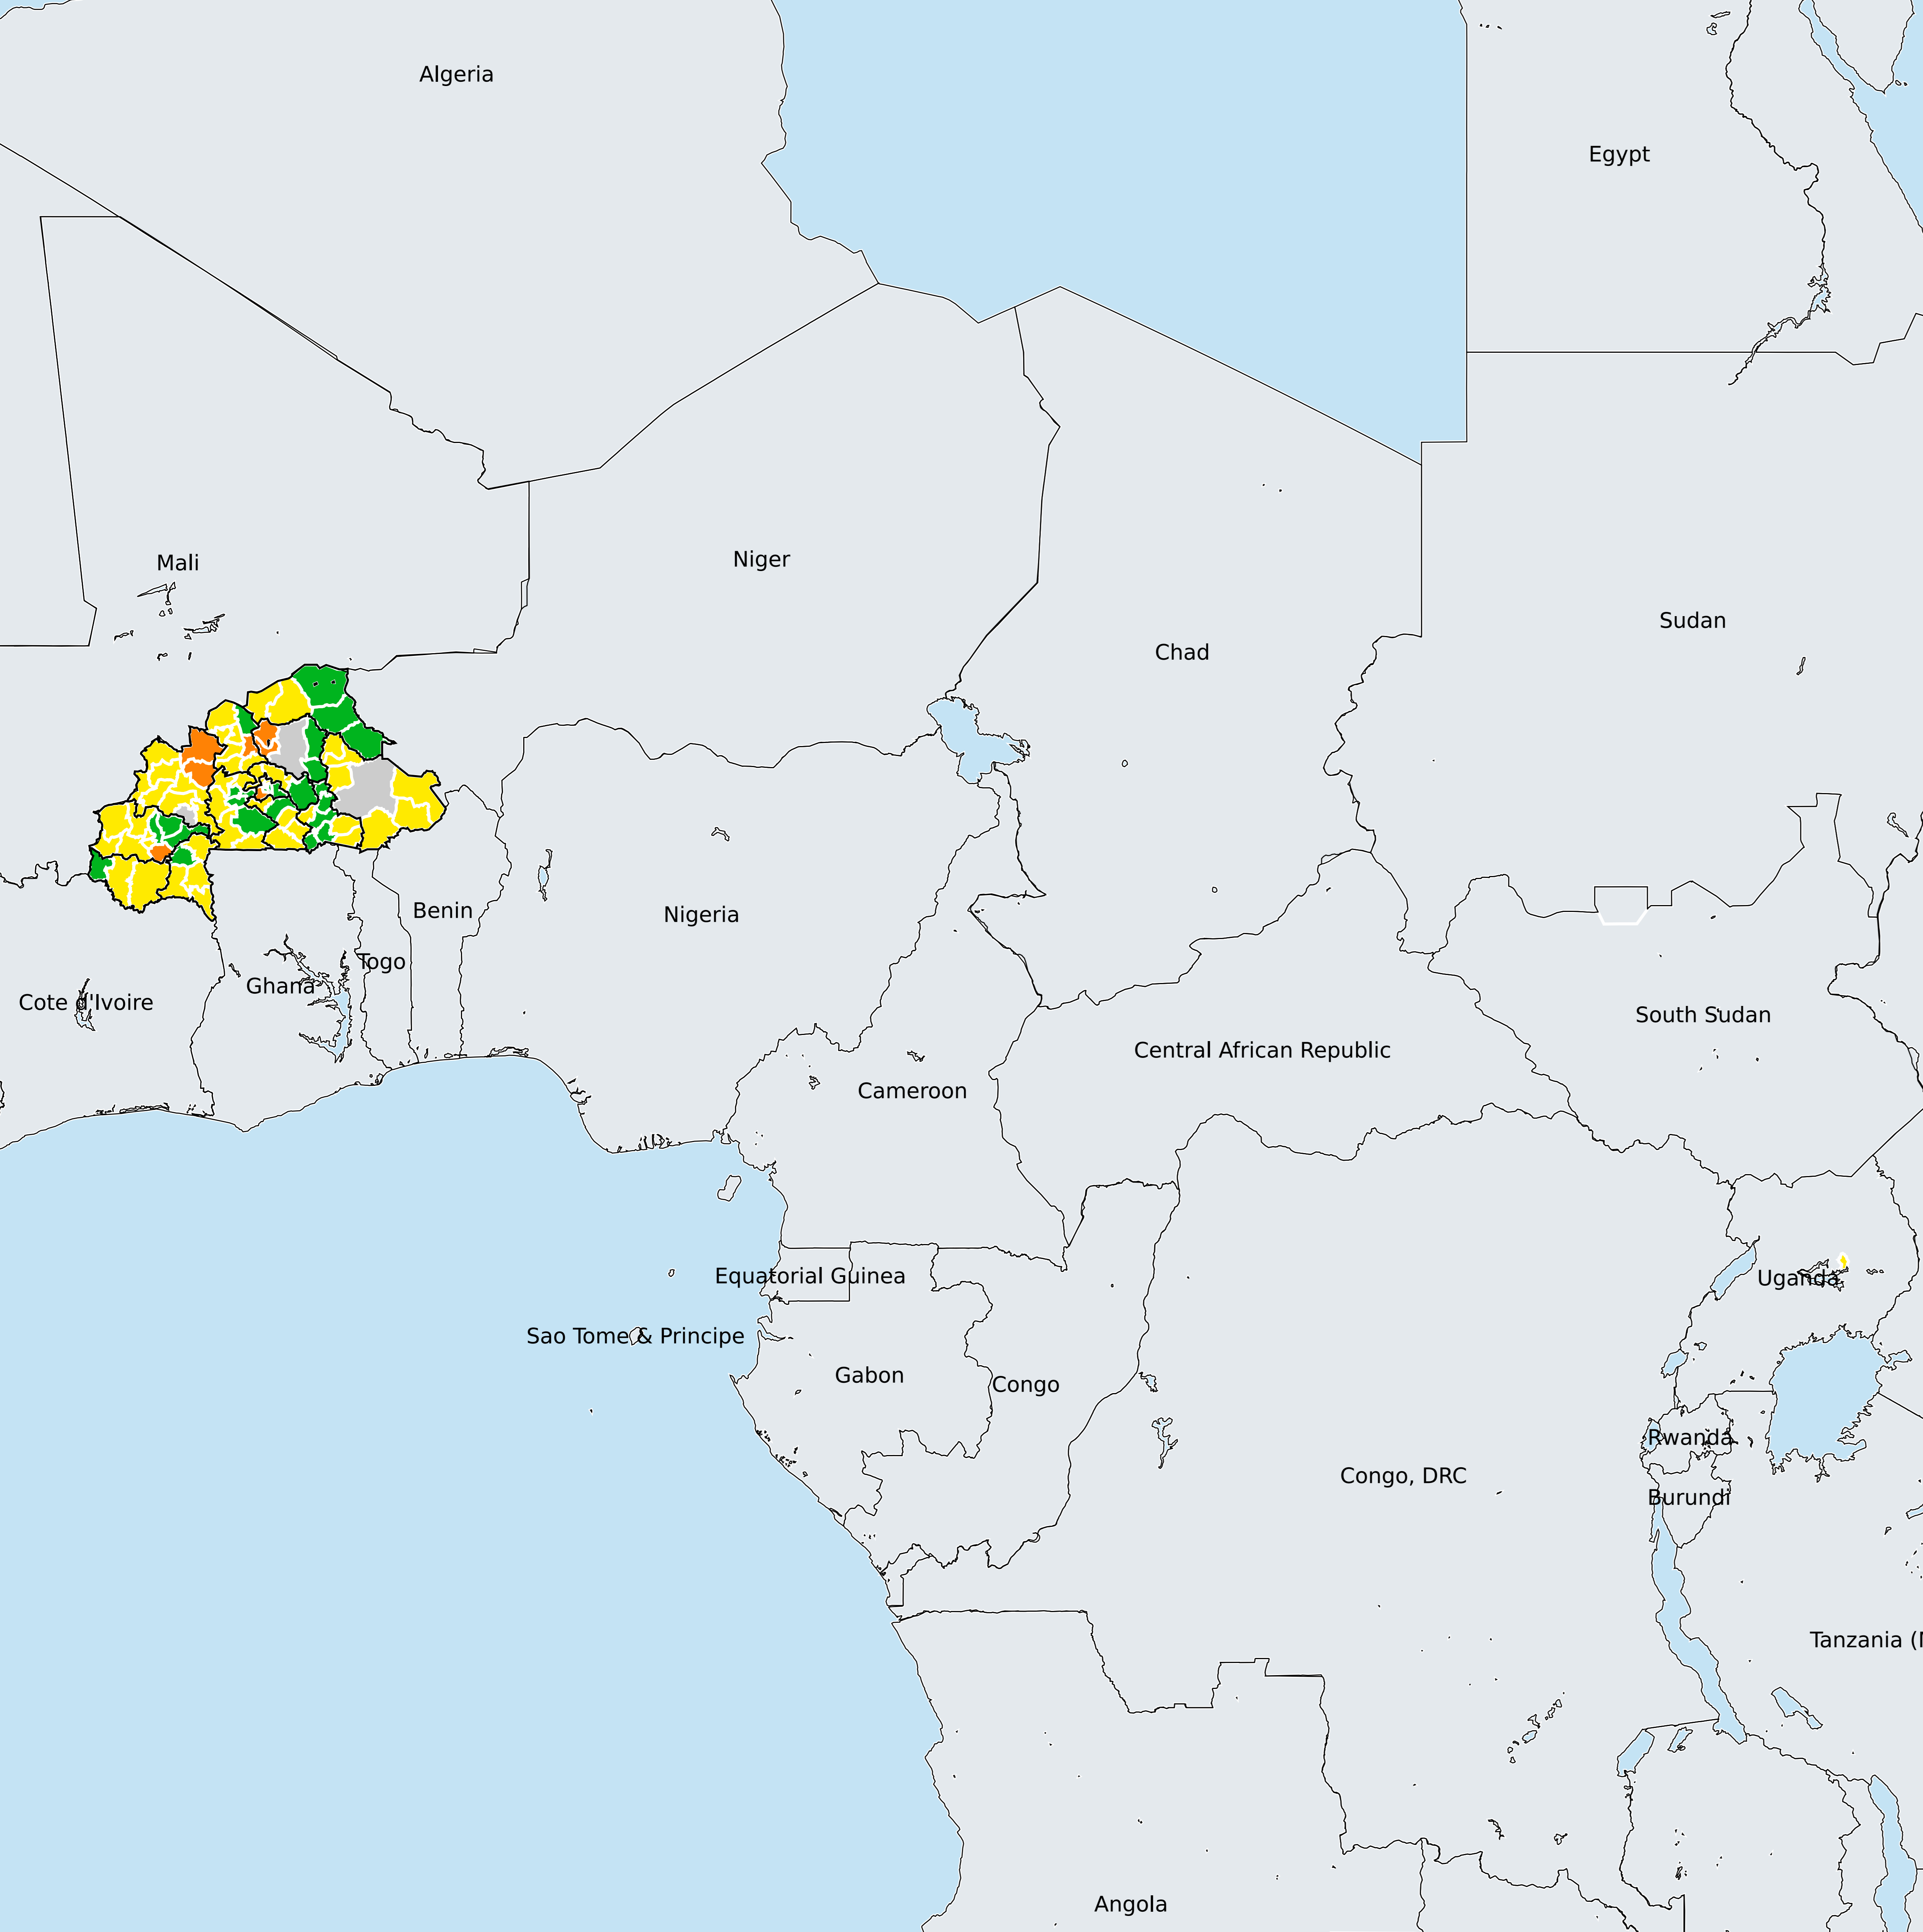 Algeria
Egypt
Mali
Niger
Sudan
Chad
Benin
Nigeria
Togo
Ghana
Cote d'Ivoire
South Sudan
Central African Republic
Cameroon
Equatorial Guinea
Uganda
Sao Tome & Principe
Gabon
Congo
Rwanda
Congo, DRC
Burundi
Tanzania (
Angola